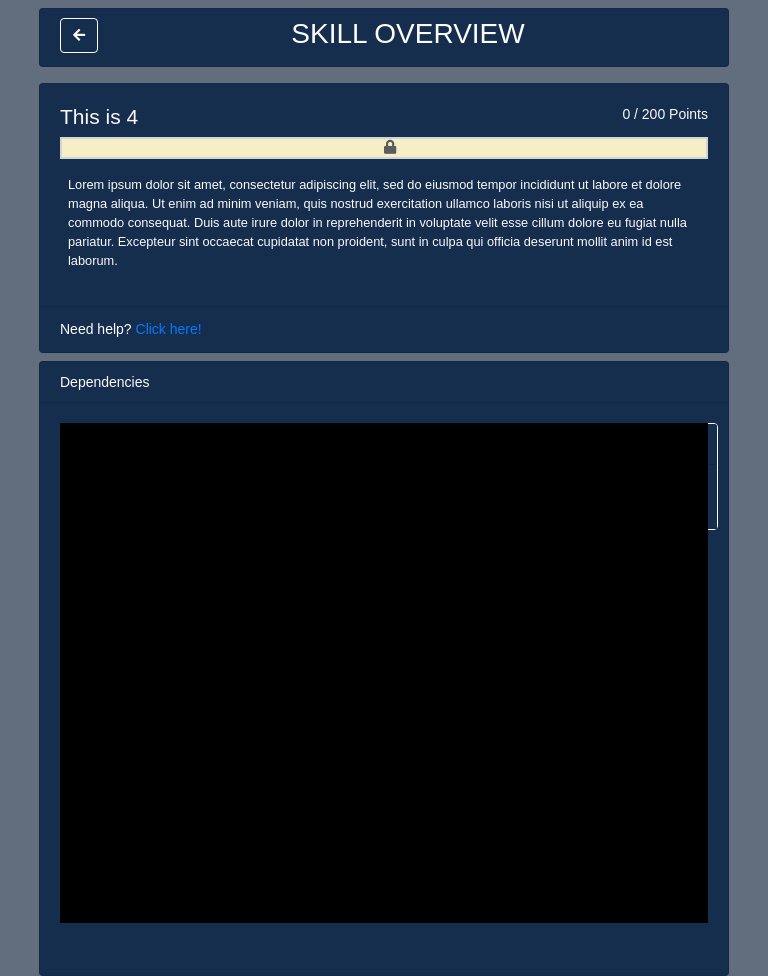 SKILL OVERVIEW
This is 4
0 / 200 Points
Lorem ipsum dolor sit amet, consectetur adipiscing elit, sed do eiusmod tempor incididunt ut labore et dolore
magna aliqua. Ut enim ad minim veniam, quis nostrud exercitation ullamco laboris nisi ut aliquip ex ea
commodo consequat. Duis aute irure dolor in reprehenderit in voluptate velit esse cillum dolore eu fugiat nulla
pariatur. Excepteur sint occaecat cupidatat non proident, sunt in culpa qui officia deserunt mollit anim id est
laborum.
Need help? Click here!
Dependencies